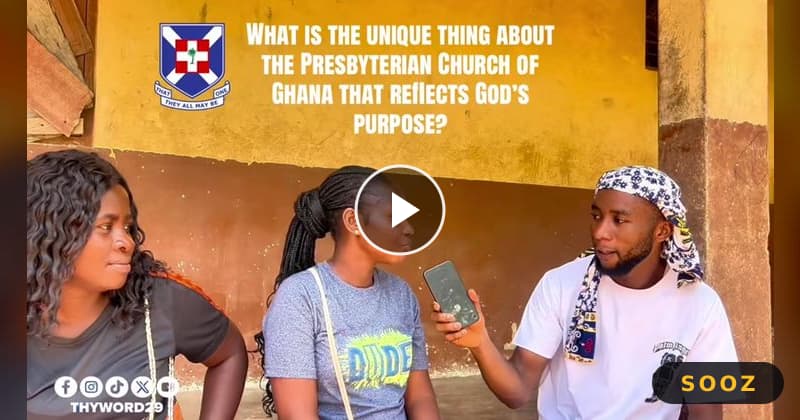 WHAT IS THE UNIQUE THING ABOUT
THE PRESBYTERIAN CHURCH OF
GHANA THAT REFLECTS GOD'S
PURPOSE?
THAT
ONE
THEY ALL MAY BE
DUDE
THYWORD29
SOOZ